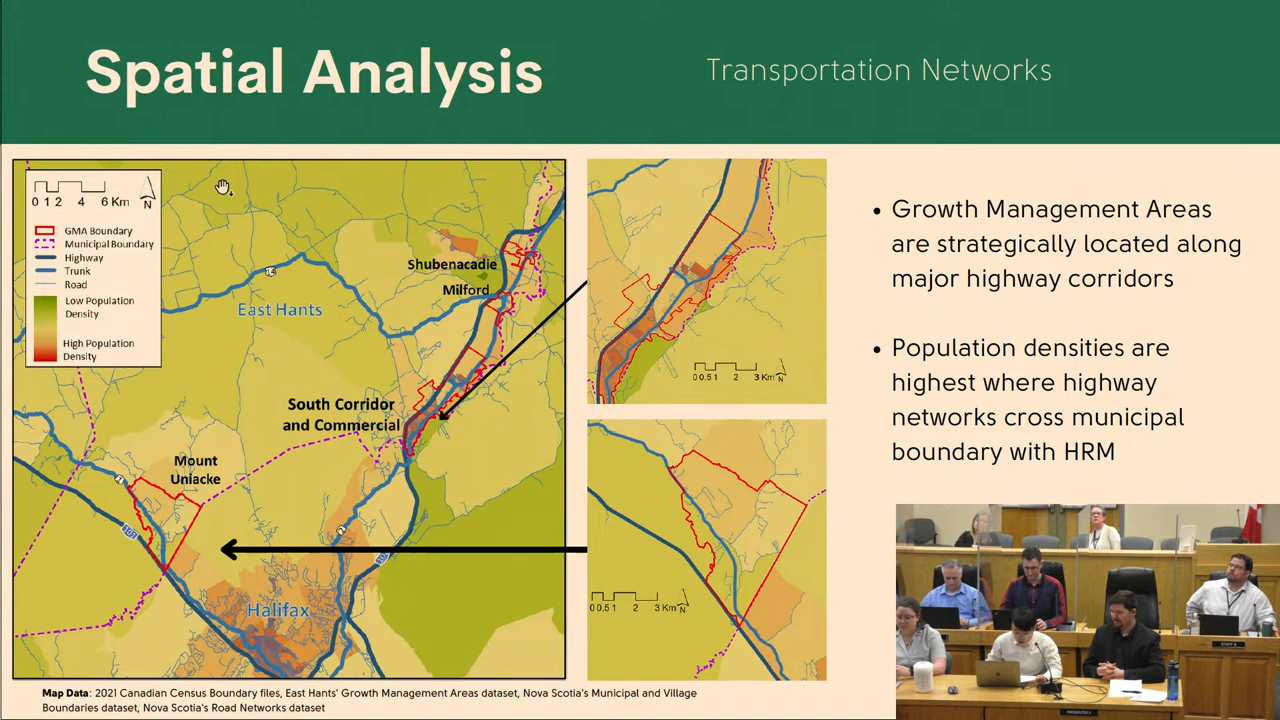 Spatial Analysis
Transportation Networks
0 1 2 4 6 Km
N
GMA Boundary
Municipal Boundary
Highway
Trunk
Road
Low Population
Density
High Population
Density
14
East Hants
Shubenacadie
Milford
South Corridor
and Commercial
Mount
Uniacke
101
2
Halifax
0 0.5 1 2 3 Km
N
0 0.5 1 2 3 Km
N
• Growth Management Areas
are strategically located along
major highway corridors
• Population densities are
highest where highway
networks cross municipal
boundary with HRM
STAFF 6
Map Data: 2021 Canadian Census Boundary files, East Hants' Growth Management Areas dataset, Nova Scotia's Municipal and Village
Boundaries dataset, Nova Scotia's Road Networks dataset